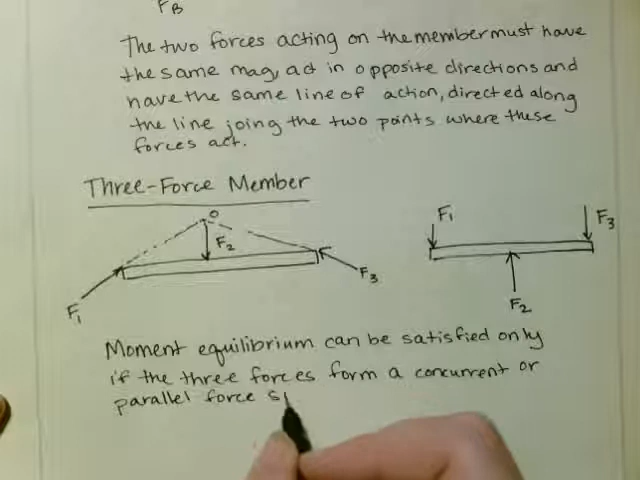 FB
The two forces acting on the member must have
the same mag, act in opposite directions and
have the same line of action, directed along
the line joing the two points where these
forces act.
Three-Force Member
O
F2
F1
F3
F1
F3
F2
Moment equilibrium can be satisfied only
if the three forces form a concurrent or
parallel force s